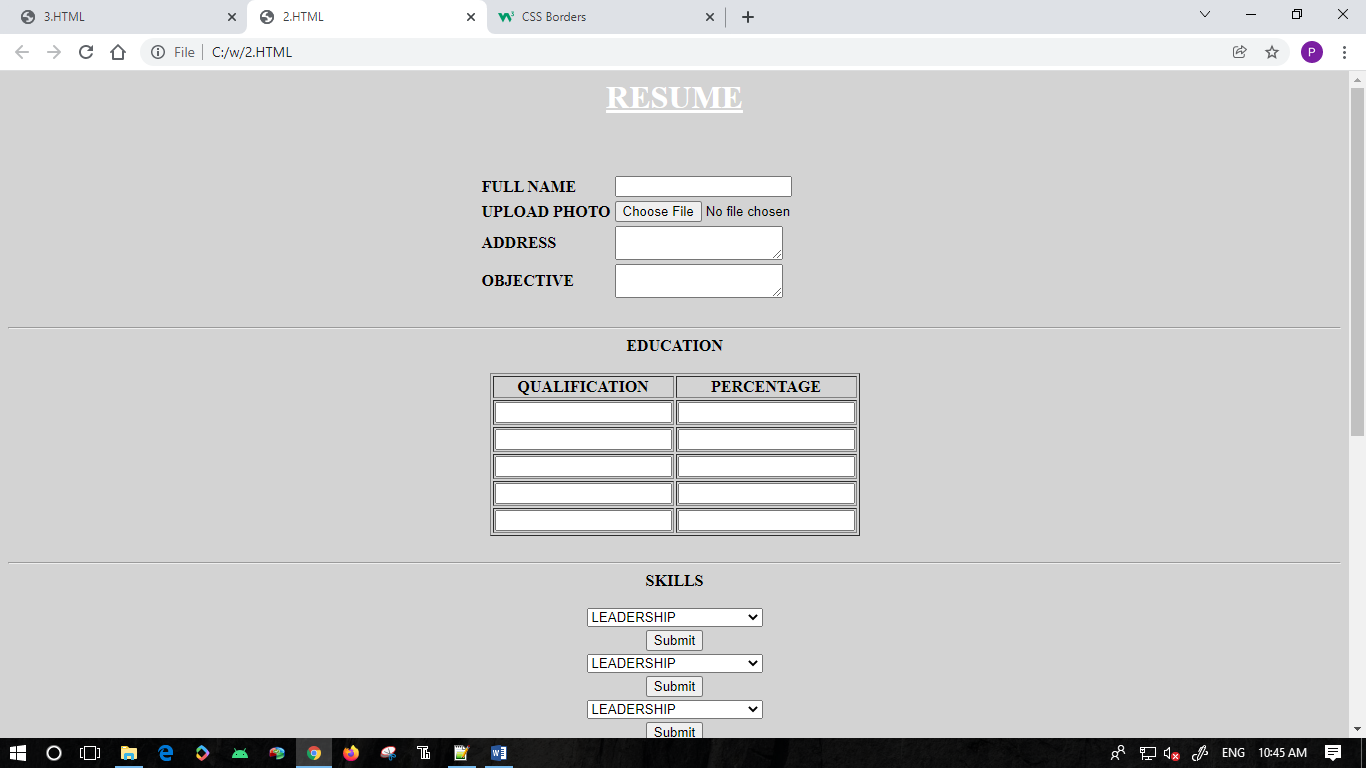 3.HTML
2.HTML
CSS Borders
File
C:/w/2.HTML
P
RESUME
FULL NAME
UPLOAD PHOTO Choose File No file chosen
ADDRESS
OBJECTIVE
EDUCATION
QUALIFICATION PERCENTAGE
SKILLS
LEADERSHIP
Submit
LEADERSHIP
Submit
LEADERSHIP
Submit
ENG 10:45 AM